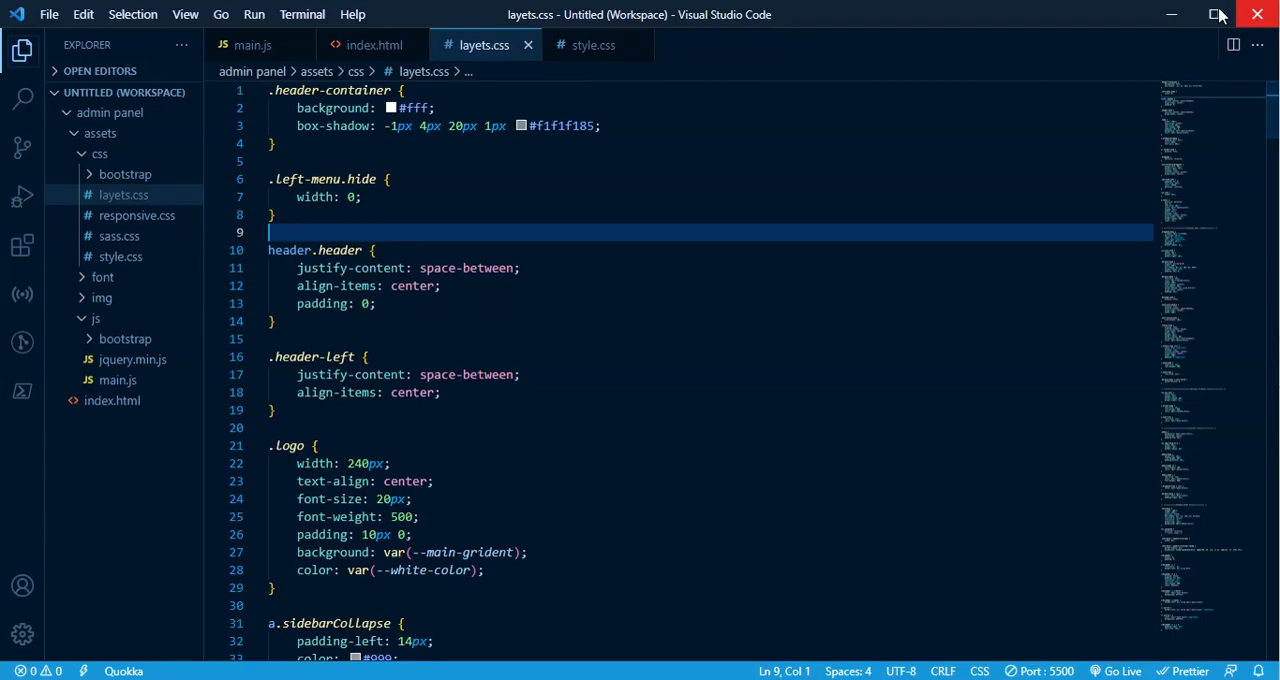 File Edit Selection View Go Run Terminal Help
layets.css - Untitled (Workspace) - Visual Studio Code
EXPLORER
OPEN EDITORS
UNTITLED (WORKSPACE)
admin panel
assets
css
bootstrap
# layets.css
# responsive.css
# sass.css
# style.css
font
img
js
bootstrap
JS jquery.min.js
JS main.js
<> index.html
JS main.js
<> index.html
# layets.css
# style.css
admin panel > assets > css > # layets.css > ...
1 .header-container {
2 background: #fff;
3 box-shadow: -1px 4px 20px 1px #f1f1f185;
4 }
5
6 .left-menu.hide {
7 width: 0;
8 }
9
10 header.header {
11 justify-content: space-between;
12 align-items: center;
13 padding: 0;
14 }
15
16 .header-left {
17 justify-content: space-between;
18 align-items: center;
19 }
20
21 .logo {
22 width: 240px;
23 text-align: center;
24 font-size: 20px;
25 font-weight: 500;
26 padding: 10px 0;
27 background: var(--main-grident);
28 color: var(--white-color);
29 }
30
31 a.sidebarCollapse {
32 padding-left: 14px;
33 color: #999;
0 0 Quokka
Ln 9, Col 1 Spaces: 4 UTF-8 CRLF CSS Port : 5500 Go Live Prettier